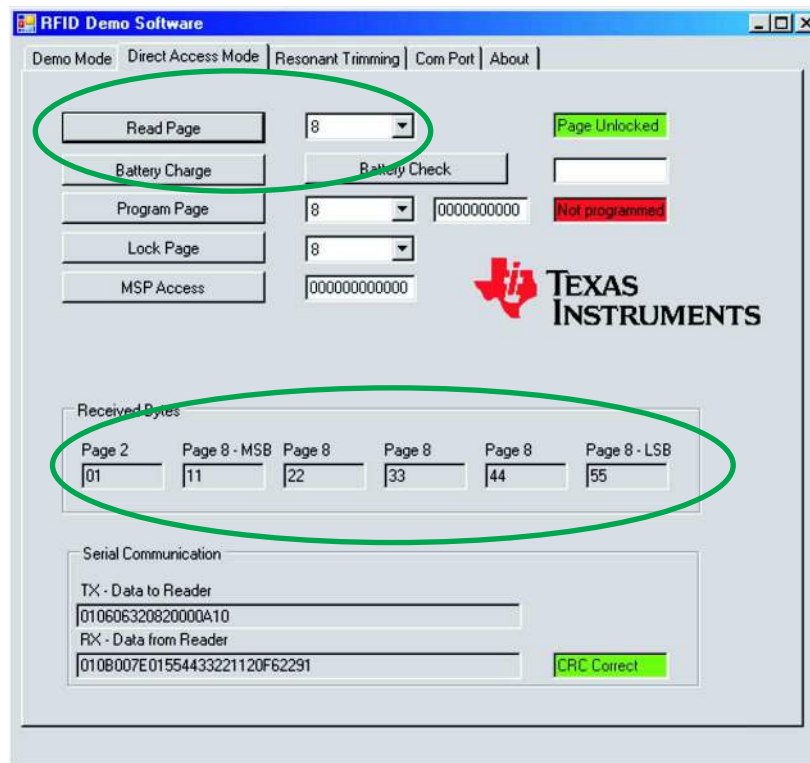 RFID Demo Software
Demo Mode Direct Access Mode Resonant Trimming Com Port About
Read Page 8 Page Unlocked
Battery Charge Battery Check
Program Page 8 0000000000 Not programmed
Lock Page 8
MSP Access 000000000000
TEXAS
INSTRUMENTS
Received Bytes
Page 2 Page 8 - MSB Page 8 Page 8 Page 8 Page 8 - LSB
01 11 22 33 44 55
Serial Communication
TX - Data to Reader
010606320820000A10
RX - Data from Reader
010B007E01554433221120F62291 CRC Correct